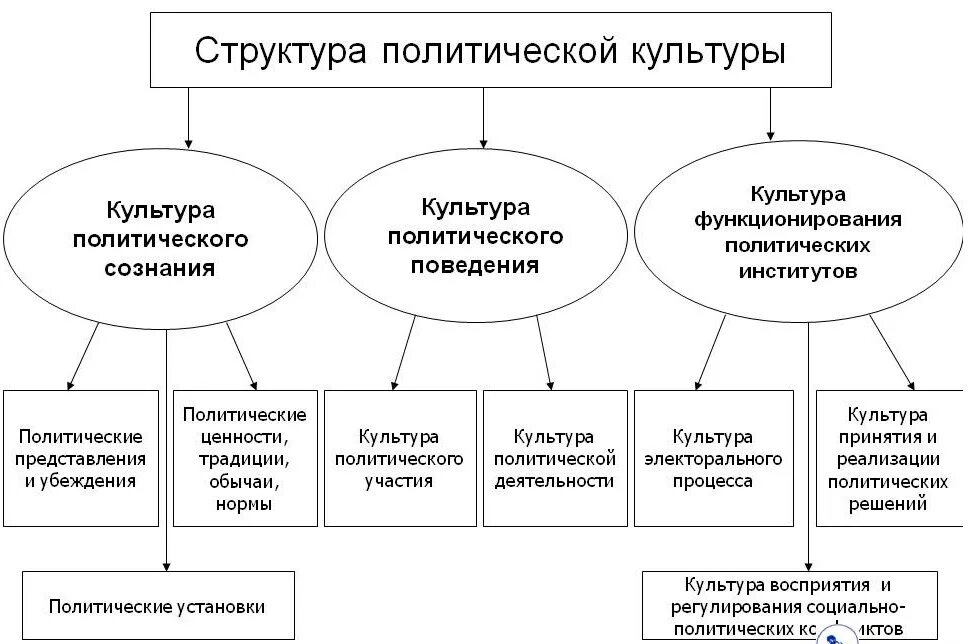 Структура политической культуры
Культура
политического
сознания
Культура
политического
поведения
Культура
функционирования
политических
институтов
Политические
представления
и убеждения
Политические
ценности,
традиции,
обычаи,
нормы
Культура
политического
участия
Культура
политической
деятельности
Культура
электорального
процесса
Культура
принятия и
реализации
политических
решений
Политические установки
Культура восприятия и
регулирования социально-
политических